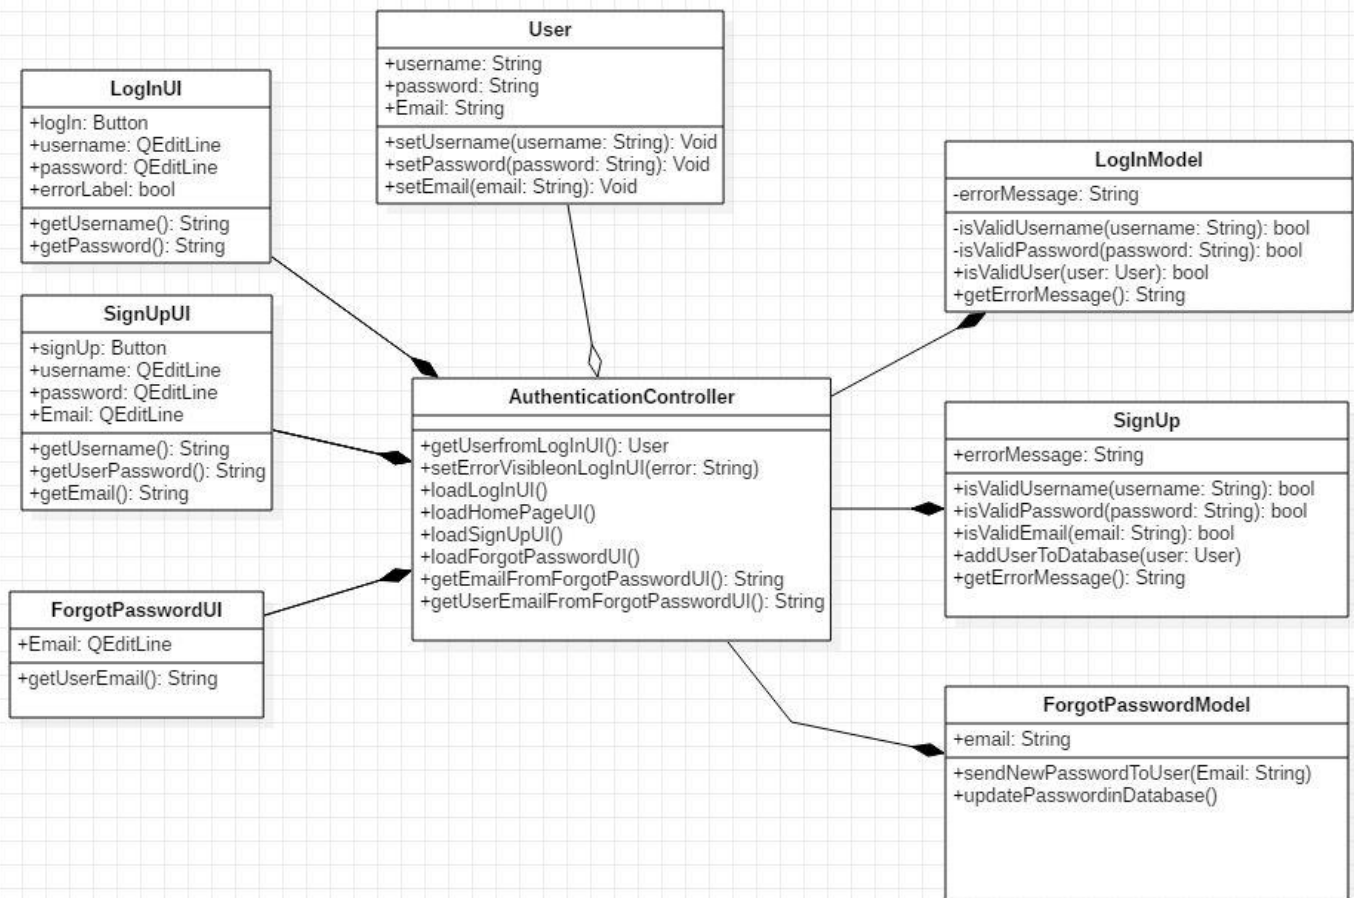 User
+username: String
+password: String
+Email: String
+setUsername(username: String): Void
+setPassword(password: String): Void
+setEmail(email: String): Void
LogInUI
+logIn: Button
+username: QEditLine
+password: QEditLine
+errorLabel: bool
+getUsername(): String
+getPassword(): String
LogInModel
-errorMessage: String
-isValidUsername(username: String): bool
-isValidPassword(password: String): bool
+isValidUser(user: User): bool
+getErrorMessage(): String
SignUpUI
+signUp: Button
+username: QEditLine
+password: QEditLine
+Email: QEditLine
+getUsername(): String
+getUserPassword(): String
+getEmail(): String
AuthenticationController
+getUserfromLogInUI(): User
+setErrorVisibleonLogInUI(error: String)
+loadLogInUI()
+loadHomePageUI()
+loadSignUpUI()
+loadForgotPasswordUI()
+getEmailFromForgotPasswordUI(): String
+getUserEmailFromForgotPasswordUI(): String
SignUp
+errorMessage: String
+isValidUsername(username: String): bool
+isValidPassword(password: String): bool
+isValidEmail(email: String): bool
+addUserToDatabase(user: User)
+getErrorMessage(): String
ForgotPasswordUI
+Email: QEditLine
+getUserEmail(): String
ForgotPasswordModel
+email: String
+sendNewPasswordToUser(Email: String)
+updatePasswordinDatabase()